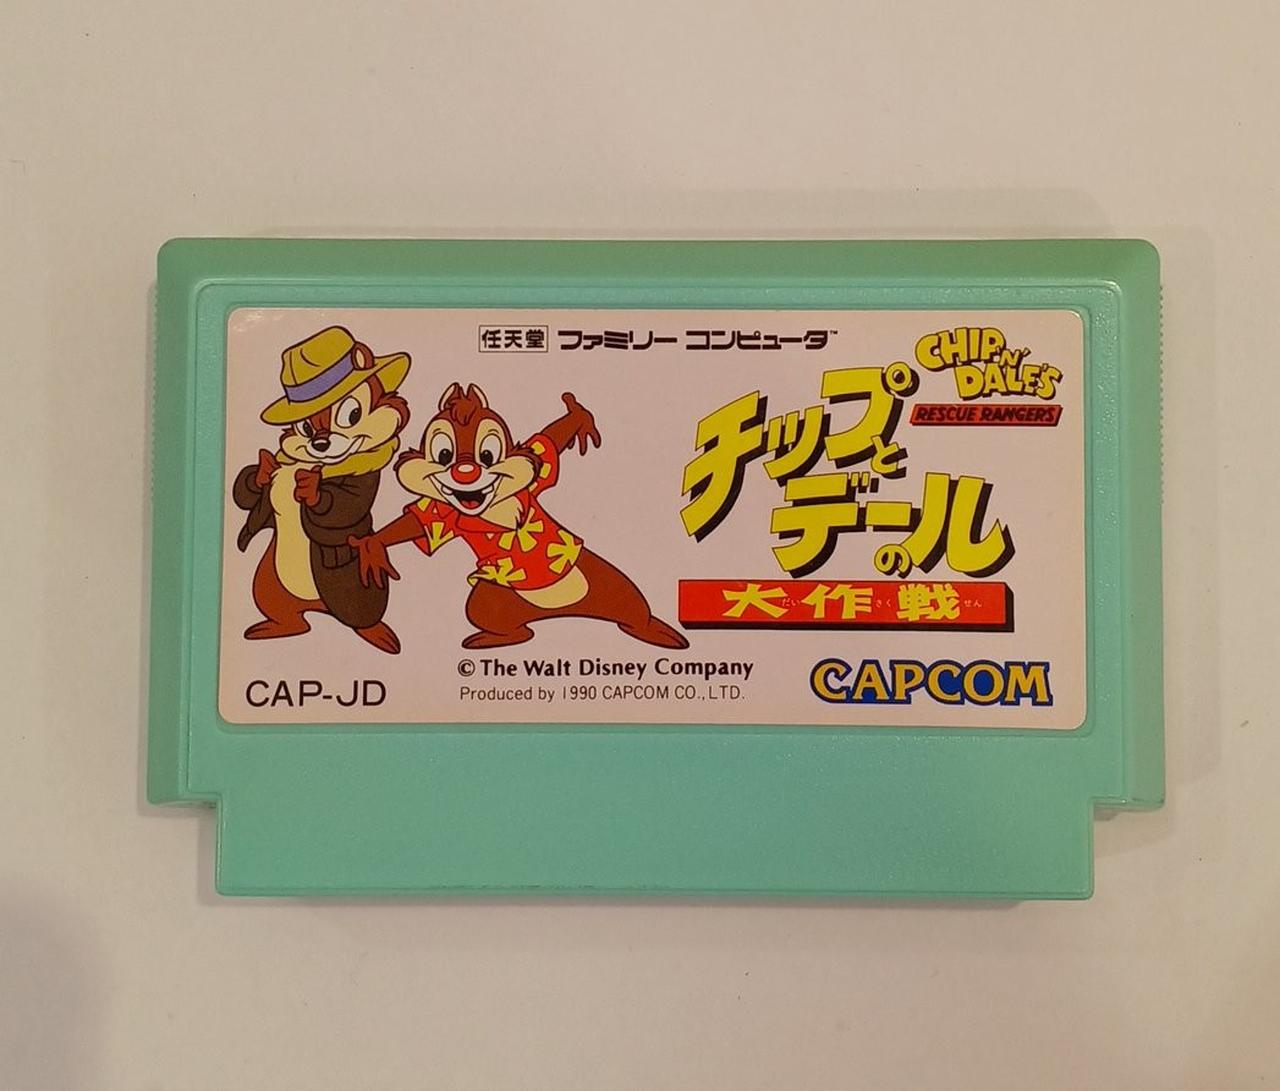 任天堂 ファミリー コンピュータ™
CHIP 'N DALE'S
RESCUE RANGERS
チップと
デールの
大だい作さく戦せん
© The Walt Disney Company
Produced by 1990 CAPCOM CO., LTD.
CAP-JD
CAPCOM